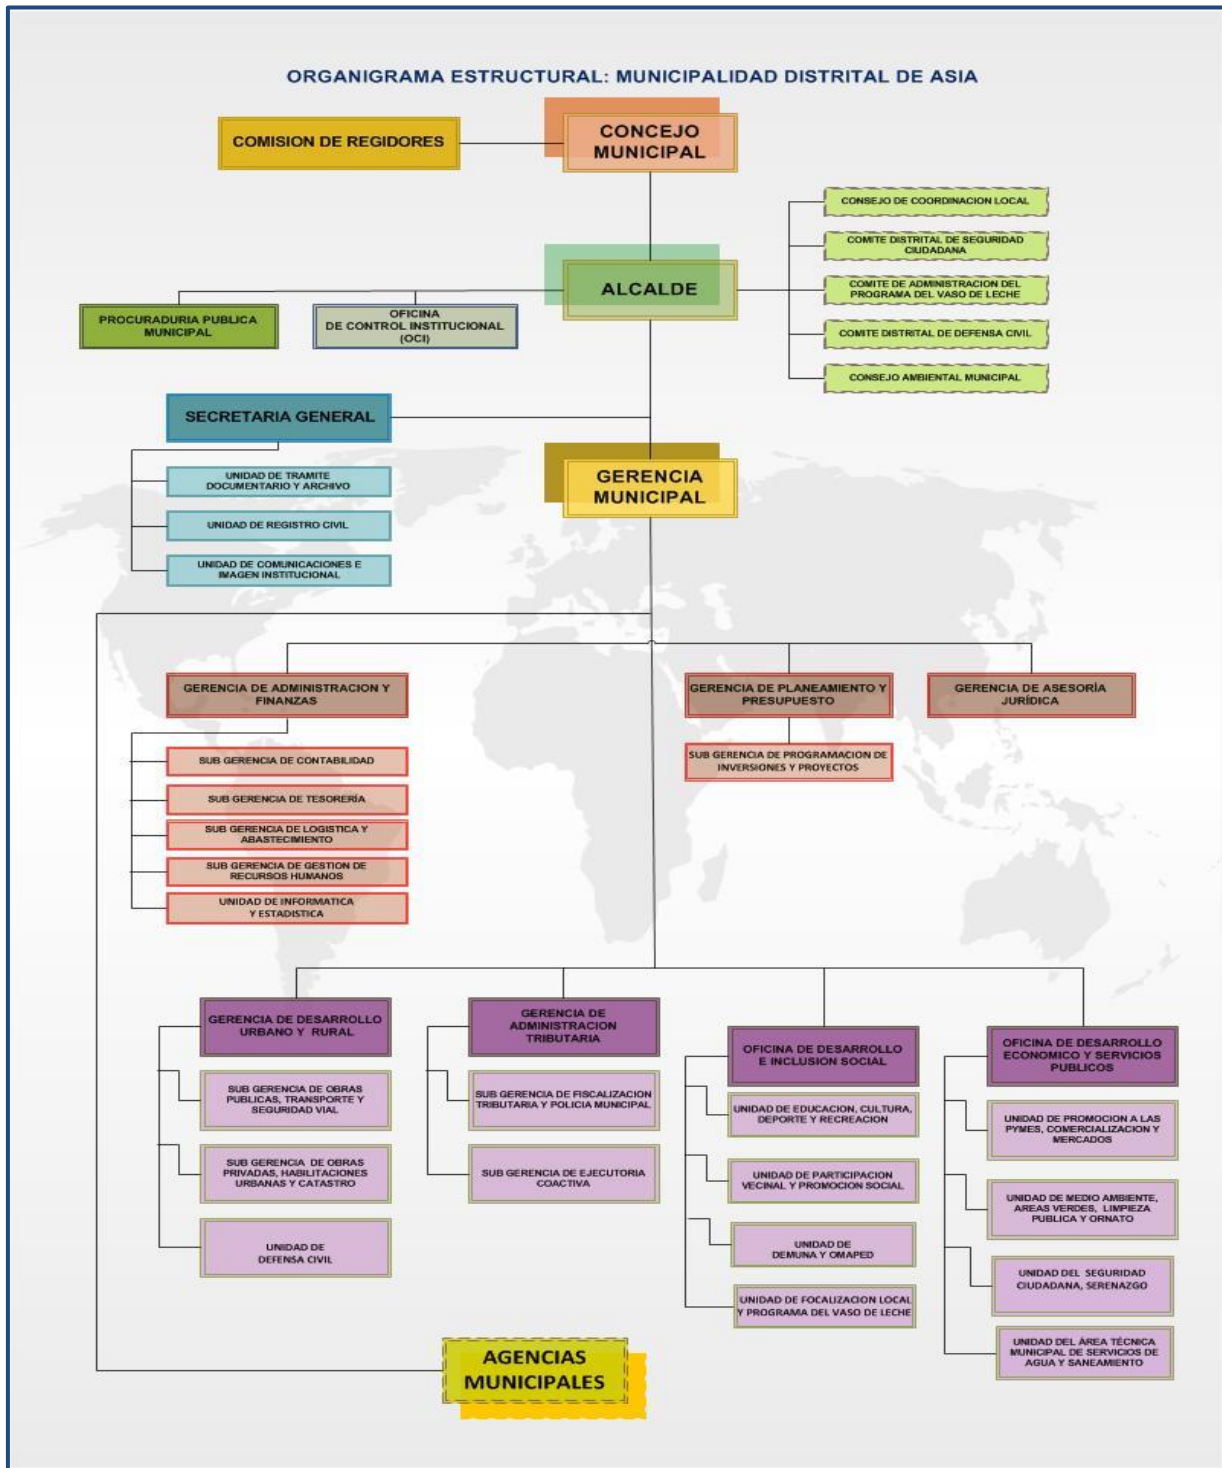 ORGANIGRAMA ESTRUCTURAL: MUNICIPALIDAD DISTRITAL DE ASIA
COMISION DE REGIDORES
CONCEJO
MUNICIPAL
CONSEJO DE COORDINACION LOCAL
COMITE DISTRITAL DE SEGURIDAD
CIUDADANA
COMITE DE ADMINISTRACION DEL
PROGRAMA DEL VASO DE LECHE
COMITE DISTRITAL DE DEFENSA CIVIL
CONSEJO AMBIENTAL MUNICIPAL
ALCALDE
PROCURADURIA PUBLICA
MUNICIPAL
OFICINA
DE CONTROL INSTITUCIONAL
(OCI)
SECRETARIA GENERAL
UNIDAD DE TRAMITE
DOCUMENTARIO Y ARCHIVO
UNIDAD DE REGISTRO CIVIL
UNIDAD DE COMUNICACIONES E
IMAGEN INSTITUCIONAL
GERENCIA
MUNICIPAL
GERENCIA DE ADMINISTRACION Y
FINANZAS
SUB GERENCIA DE CONTABILIDAD
SUB GERENCIA DE TESORERÍA
SUB GERENCIA DE LOGISTICA Y
ABASTECIMIENTO
SUB GERENCIA DE GESTION DE
RECURSOS HUMANOS
UNIDAD DE INFORMATICA
Y ESTADISTICA
GERENCIA DE PLANEAMIENTO Y
PRESUPUESTO
SUB GERENCIA DE PROGRAMACION DE
INVERSIONES Y PROYECTOS
GERENCIA DE ASESORÍA
JURÍDICA
GERENCIA DE DESARROLLO
URBANO Y RURAL
SUB GERENCIA DE OBRAS
PUBLICAS, TRANSPORTE Y
SEGURIDAD VIAL
SUB GERENCIA DE OBRAS
PRIVADAS, HABILITACIONES
URBANAS Y CATASTRO
UNIDAD DE
DEFENSA CIVIL
GERENCIA DE
ADMINISTRACION
TRIBUTARIA
SUB GERENCIA DE FISCALIZACION
TRIBUTARIA Y POLICIA MUNICIPAL
SUB GERENCIA DE EJECUTORIA
COACTIVA
OFICINA DE DESARROLLO
E INCLUSION SOCIAL
UNIDAD DE EDUCACION, CULTURA,
DEPORTE Y RECREACION
UNIDAD DE PARTICIPACION
VECINAL Y PROMOCION SOCIAL
UNIDAD DE
DEMUNA Y OMAPED
UNIDAD DE FOCALIZACION LOCAL
Y PROGRAMA DEL VASO DE LECHE
OFICINA DE DESARROLLO
ECONOMICO Y SERVICIOS
PUBLICOS
UNIDAD DE PROMOCION A LAS
PYMES, COMERCIALIZACION Y
MERCADOS
UNIDAD DE MEDIO AMBIENTE,
AREAS VERDES, LIMPIEZA
PUBLICA Y ORNATO
UNIDAD DEL SEGURIDAD
CIUDADANA, SERENAZGO
UNIDAD DEL ÁREA TÉCNICA
MUNICIPAL DE SERVICIOS DE
AGUA Y SANEAMIENTO
AGENCIAS
MUNICIPALES